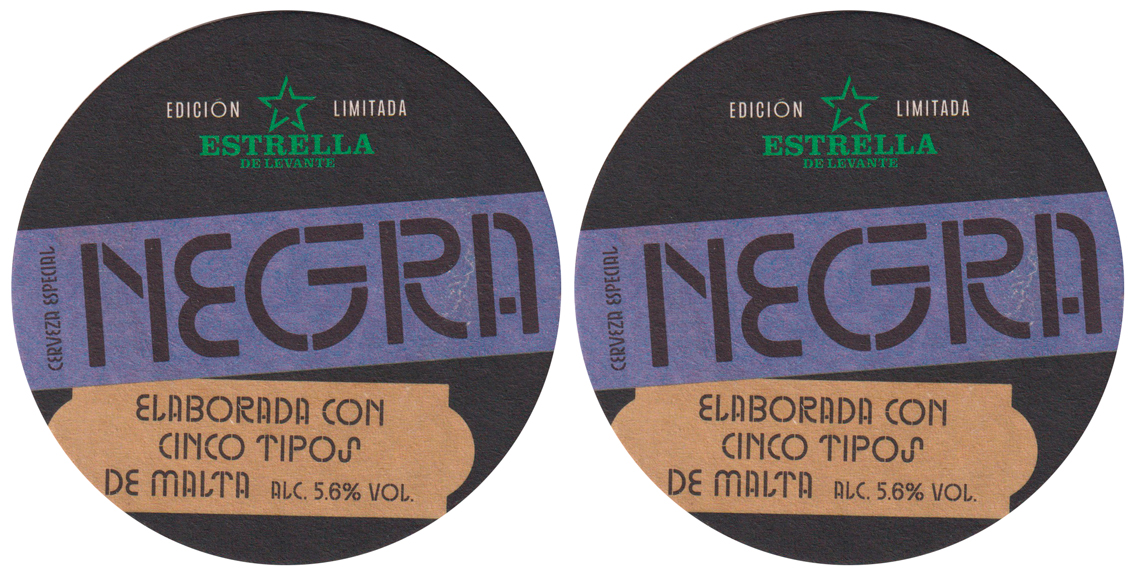 EDICIÓN LIMITADA
ESTRELLA
DE LEVANTE
NEGRA
CERVEZA ESPECIAL
ELABORADA CON
CINCO TIPOS
DE MALTA ALC. 5.6% VOL.
EDICIÓN LIMITADA
ESTRELLA
DE LEVANTE
NEGRA
CERVEZA ESPECIAL
ELABORADA CON
CINCO TIPOS
DE MALTA ALC. 5.6% VOL.